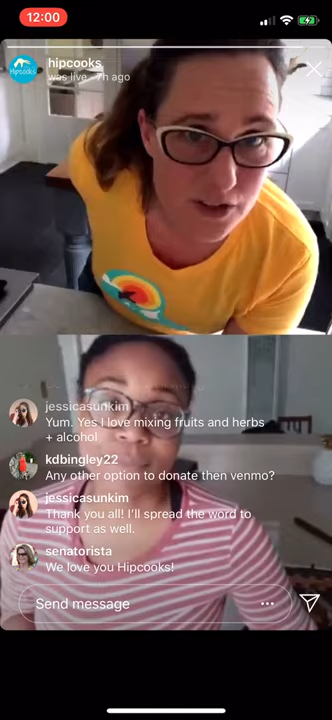 12:00
Hipcooks
hipcooks
was live · 7h ago
jessicasunkim
Yum. Yes I love mixing fruits and herbs
+ alcohol
kdbingley22
Any other option to donate then venmo?
jessicasunkim
Thank you all! I'll spread the word to
support as well.
senatorista
We love you Hipcooks!
Send message